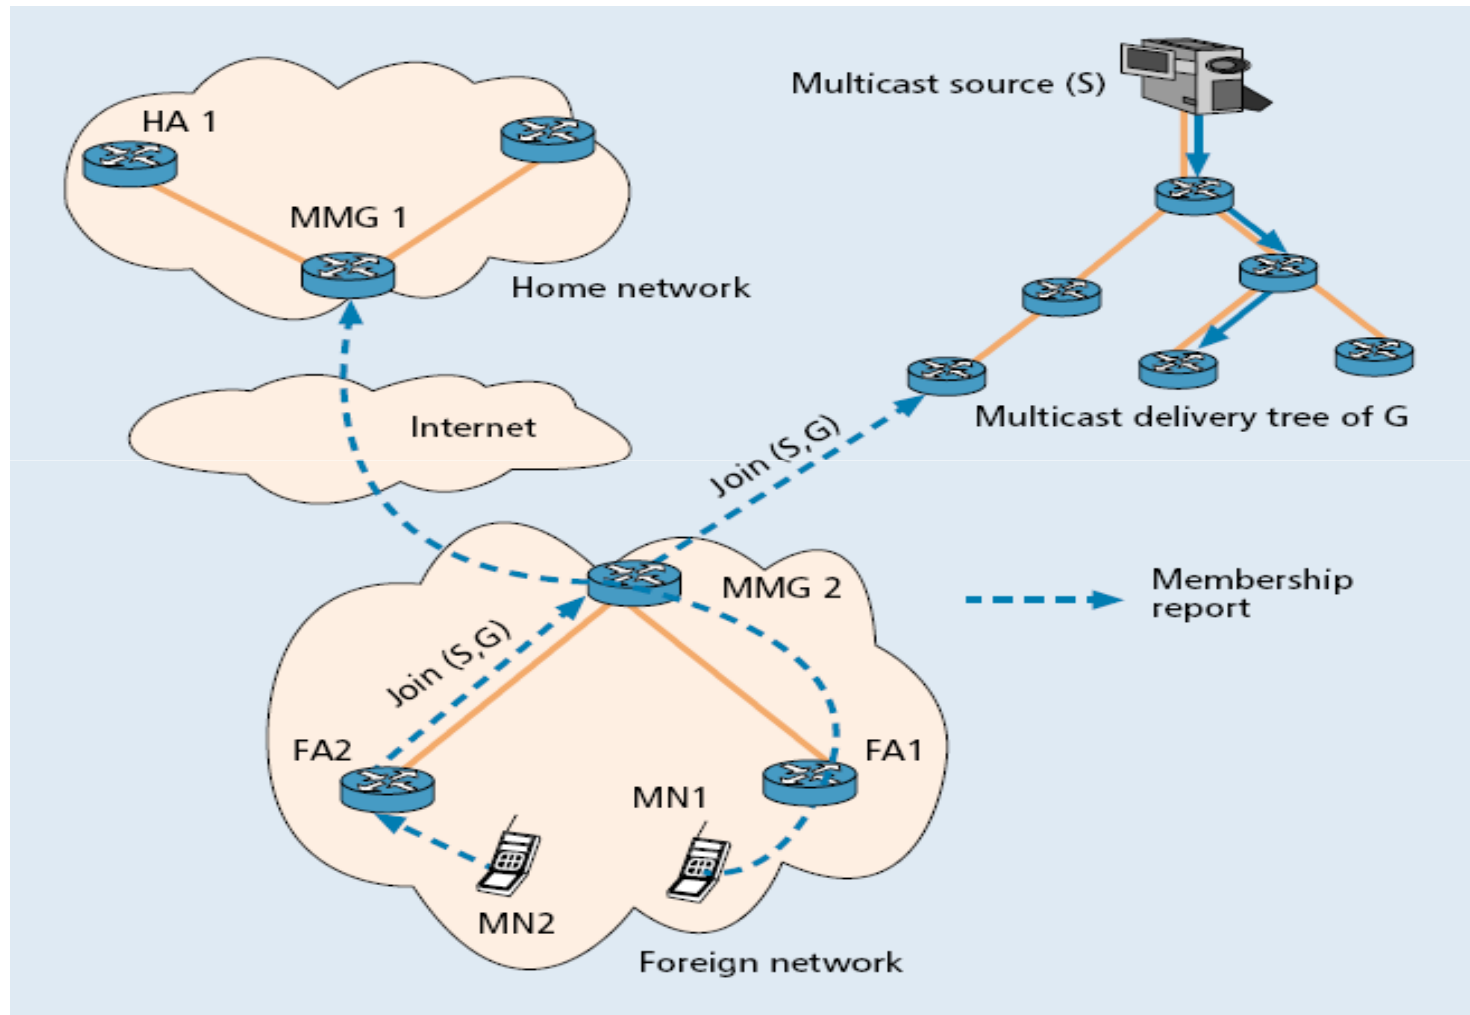 Multicast source (S)
HA 1
MMG 1
Home network
Multicast delivery tree of G
Internet
Join (S,G)
MMG 2
Membership
report
Join (S,G)
FA2
FA1
MN1
MN2
Foreign network